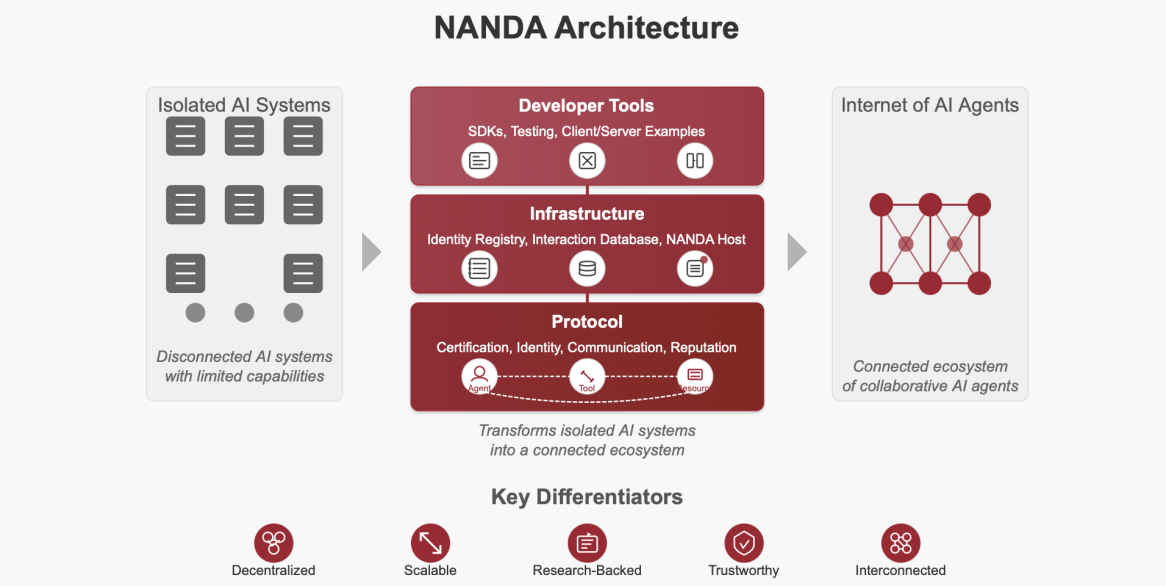 NANDA Architecture
Isolated AI Systems
Disconnected AI systems
with limited capabilities
Developer Tools
SDKs, Testing, Client/Server Examples
Infrastructure
Identity Registry, Interaction Database, NANDA Host
Protocol
Certification, Identity, Communication, Reputation
Agent
Tool
Resourc
Transforms isolated AI systems
into a connected ecosystem
Internet of AI Agents
Connected ecosystem
of collaborative AI agents
Key Differentiators
Decentralized
Scalable
Research-Backed
Trustworthy
Interconnected